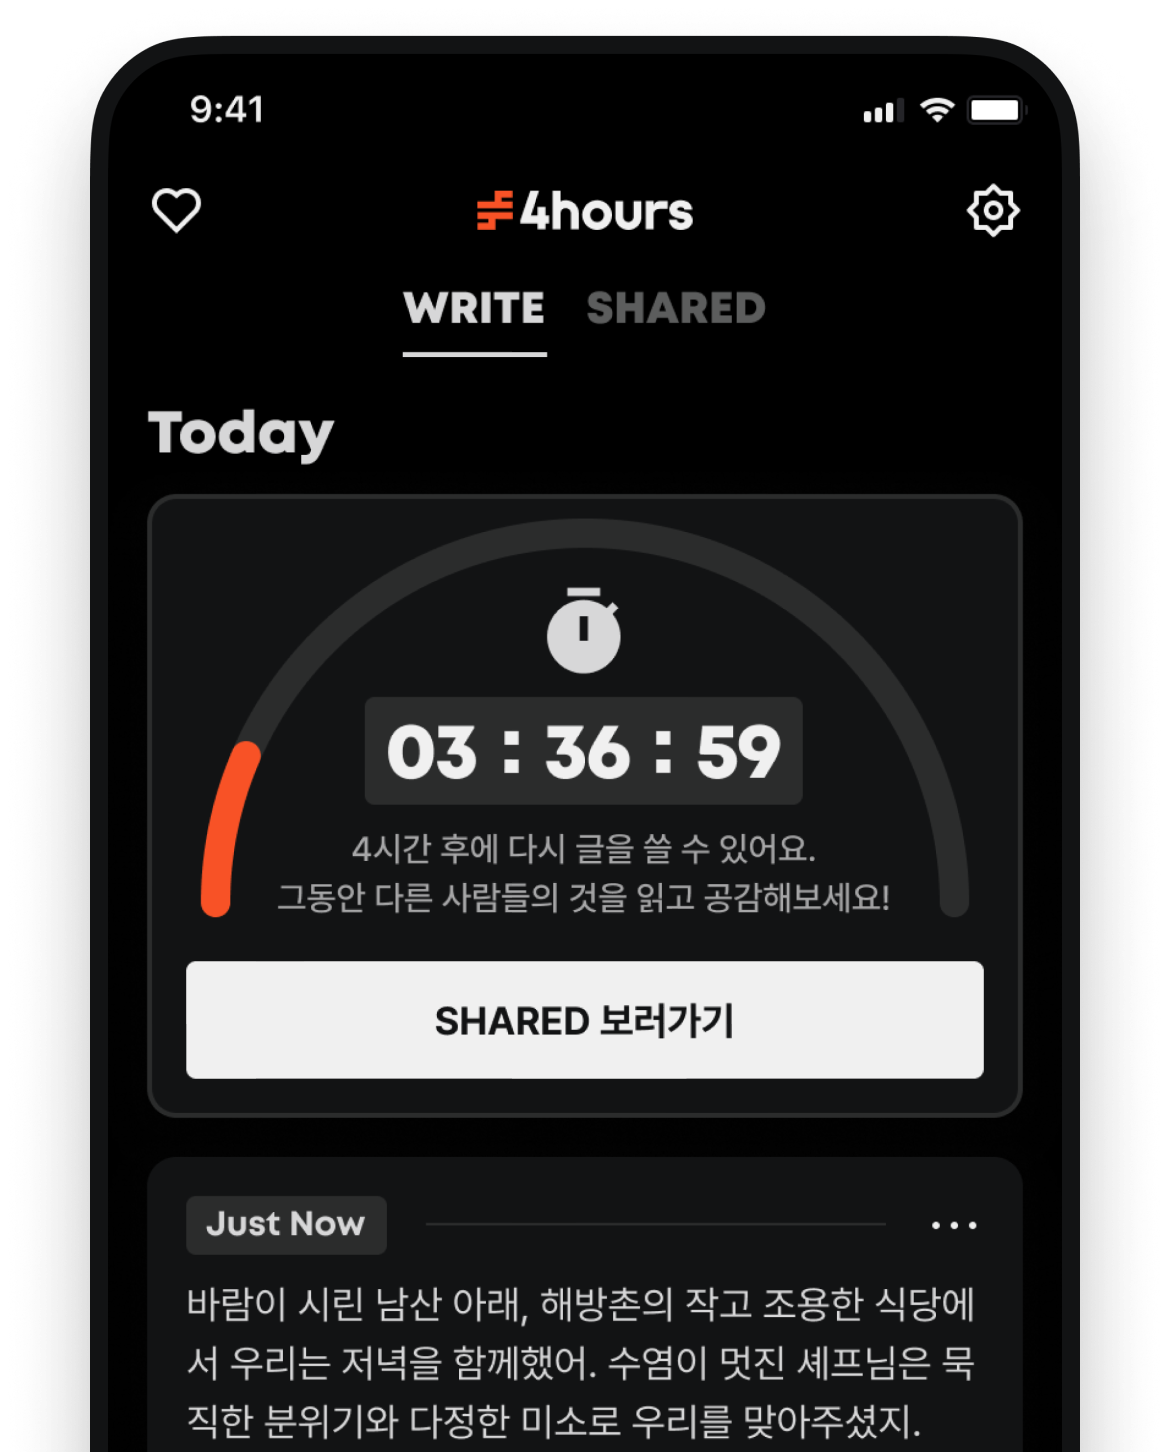 9:41
4hours
WRITE SHARED
Today
03 : 36 : 59
4시간 후에 다시 글을 쓸 수 있어요.
그동안 다른 사람들의 것을 읽고 공감해보세요!
SHARED 보러가기
Just Now
바람이 시린 남산 아래, 해방촌의 작고 조용한 식당에
서 우리는 저녁을 함께했어. 수염이 멋진 셰프님은 묵
직한 분위기와 다정한 미소로 우리를 맞아주셨지.